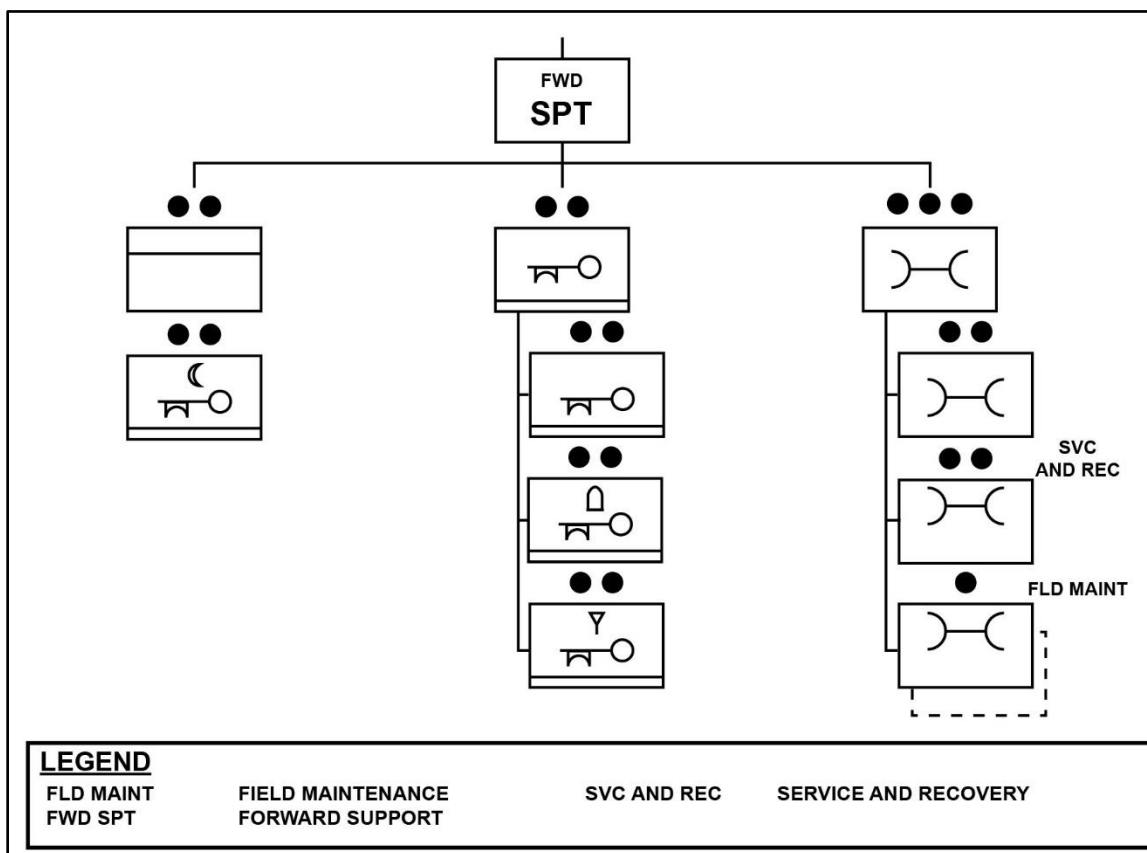 FWD
SPT
SVC
AND REC
FLD MAINT
LEGEND
FLD MAINT FIELD MAINTENANCE SVC AND REC SERVICE AND RECOVERY
FWD SPT FORWARD SUPPORT